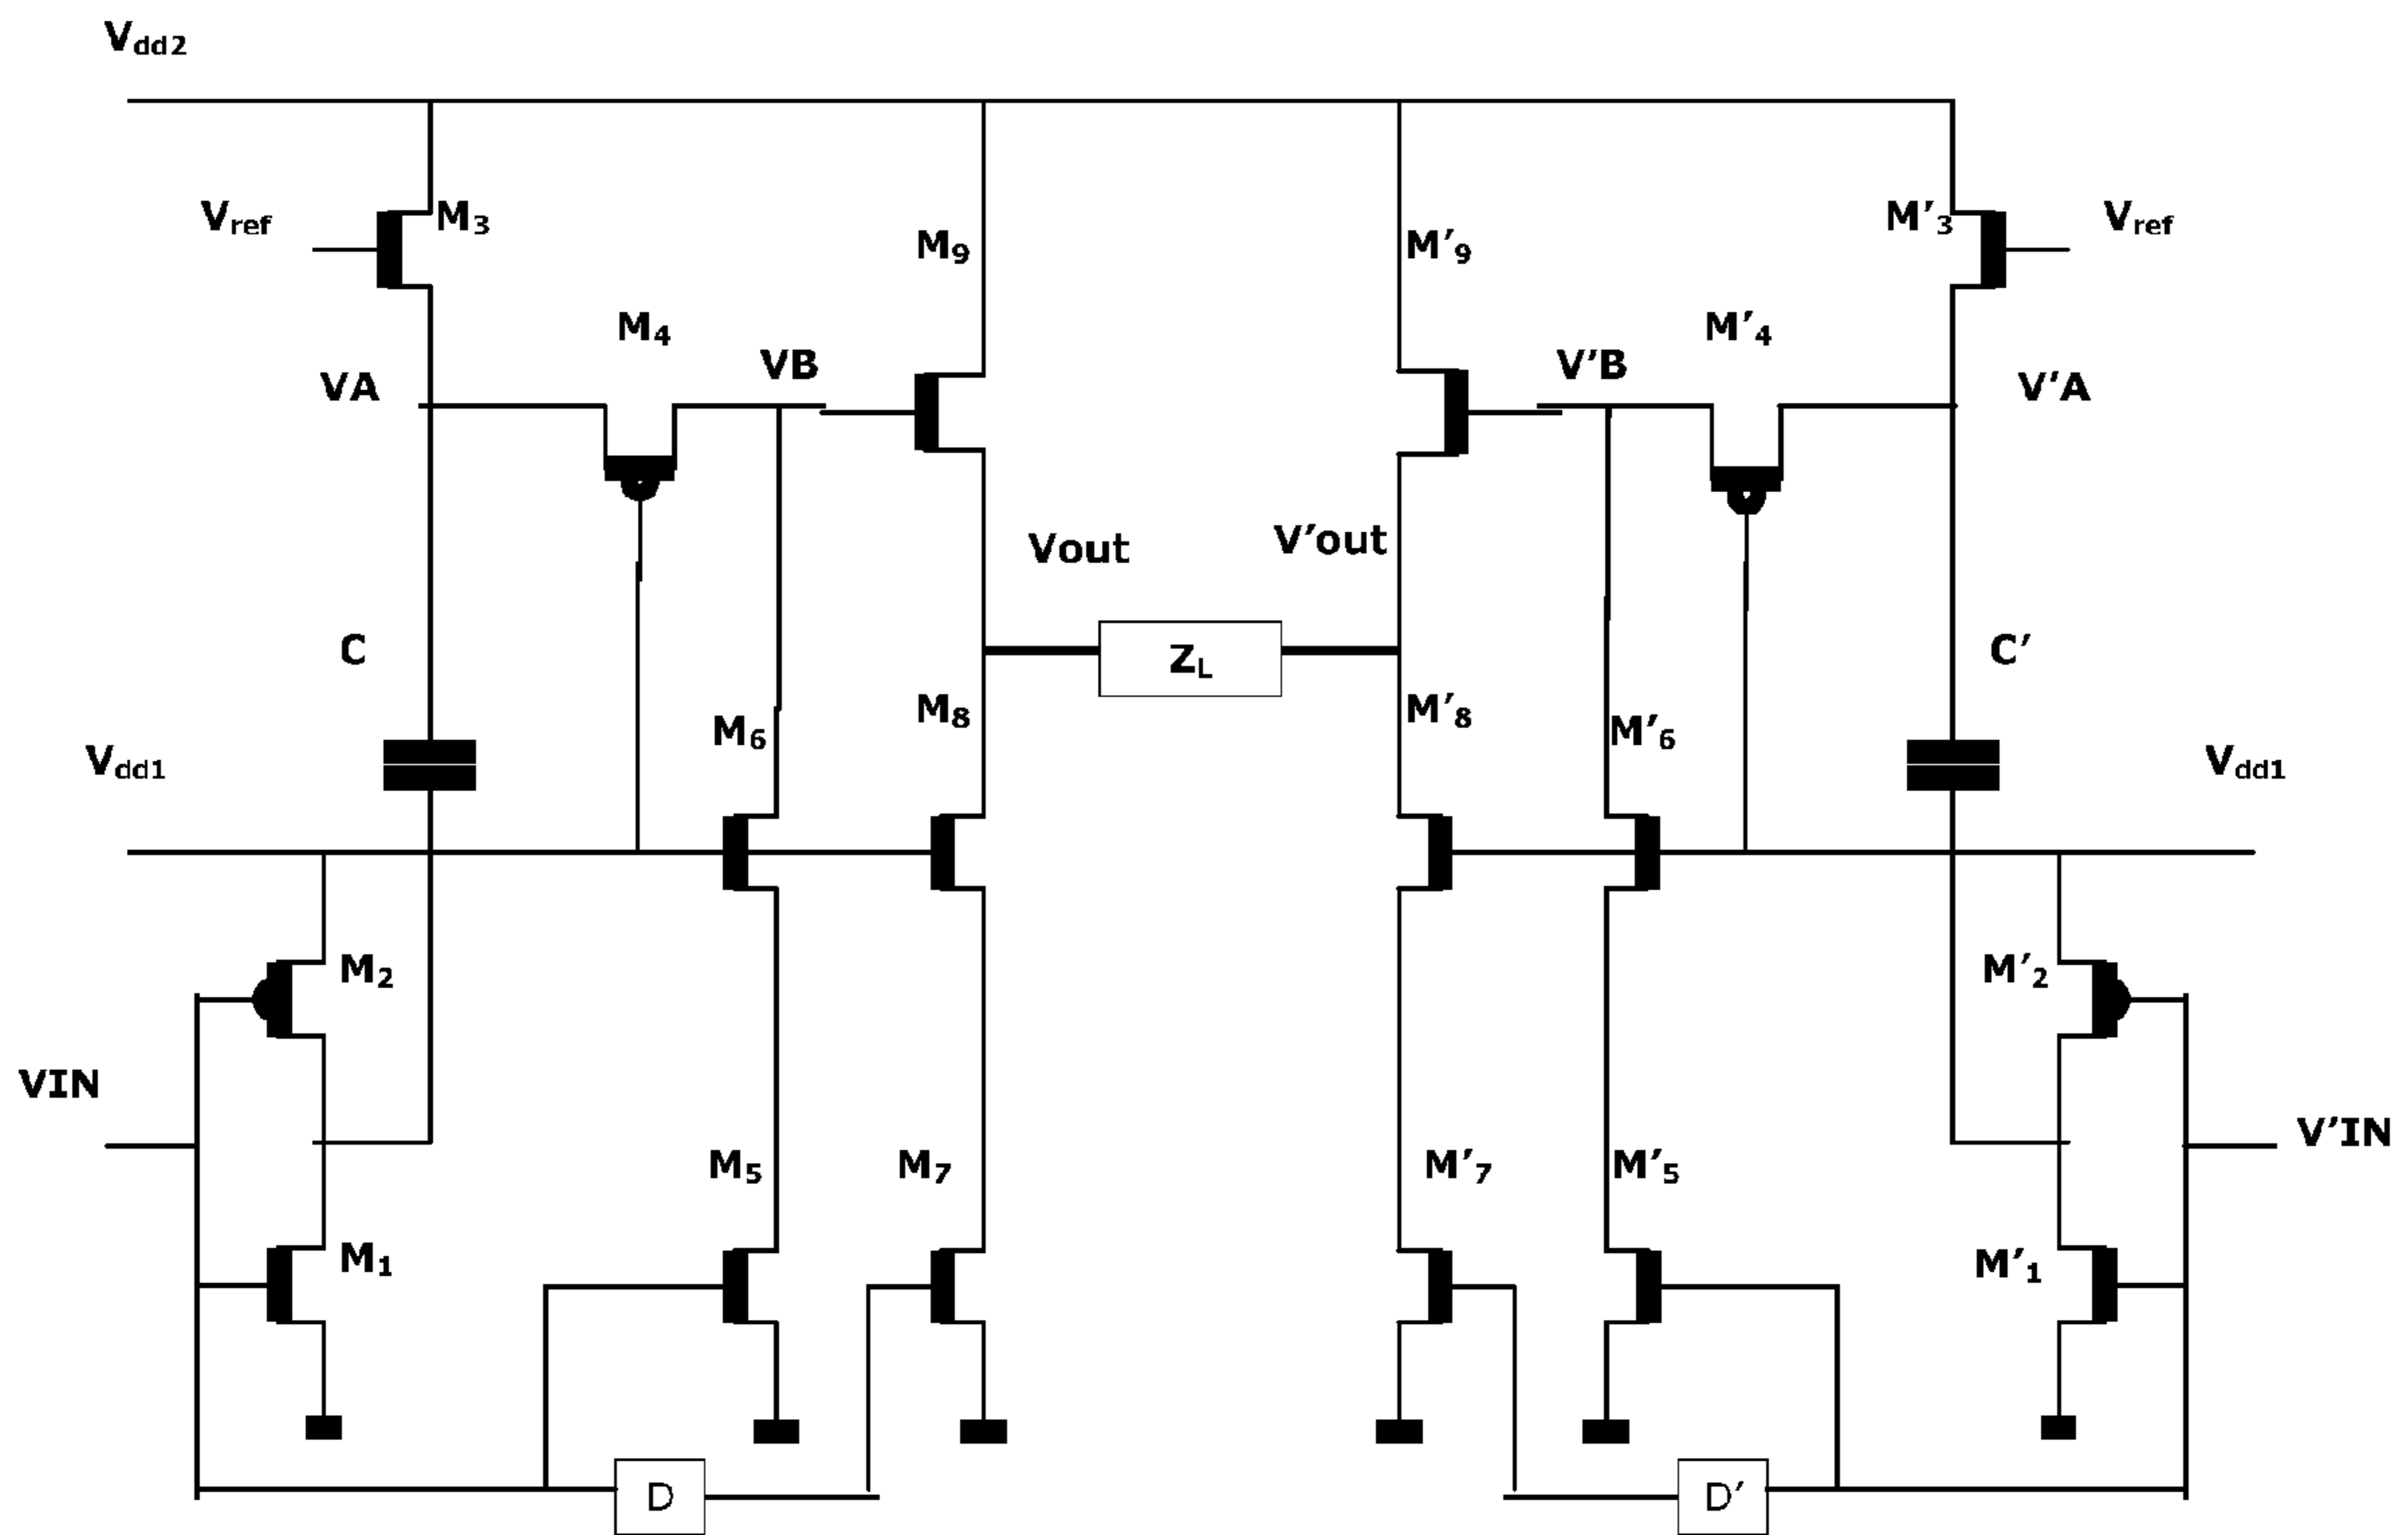 Vdd2
Vref M3 M9 M'9 M'3 Vref
M4 M'4
VA VB V'B V'A
Vout V'out
C ZL C'
M6 M8 M'8 M'6
Vdd1 Vdd1
M2 M'2
VIN V'IN
M5 M7 M'7 M'5
M1 M'1
D D'